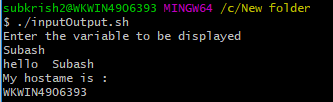 subkrish2@WKWIN4906393 MINGW64 /c/New folder
$ ./inputOutput.sh
Enter the variable to be displayed
Subash
hello  Subash
My hostame is :
WKWIN4906393